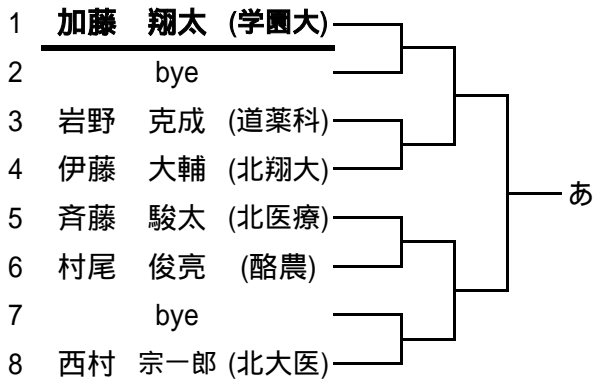 1 加藤 翔太 (学園大)
2 bye
3 岩野 克成 (道薬科)
4 伊藤 大輔 (北翔大)
あ
5 斉藤 駿太 (北医療)
6 村尾 俊亮 (酪農)
7 bye
8 西村 宗一郎 (北大医)